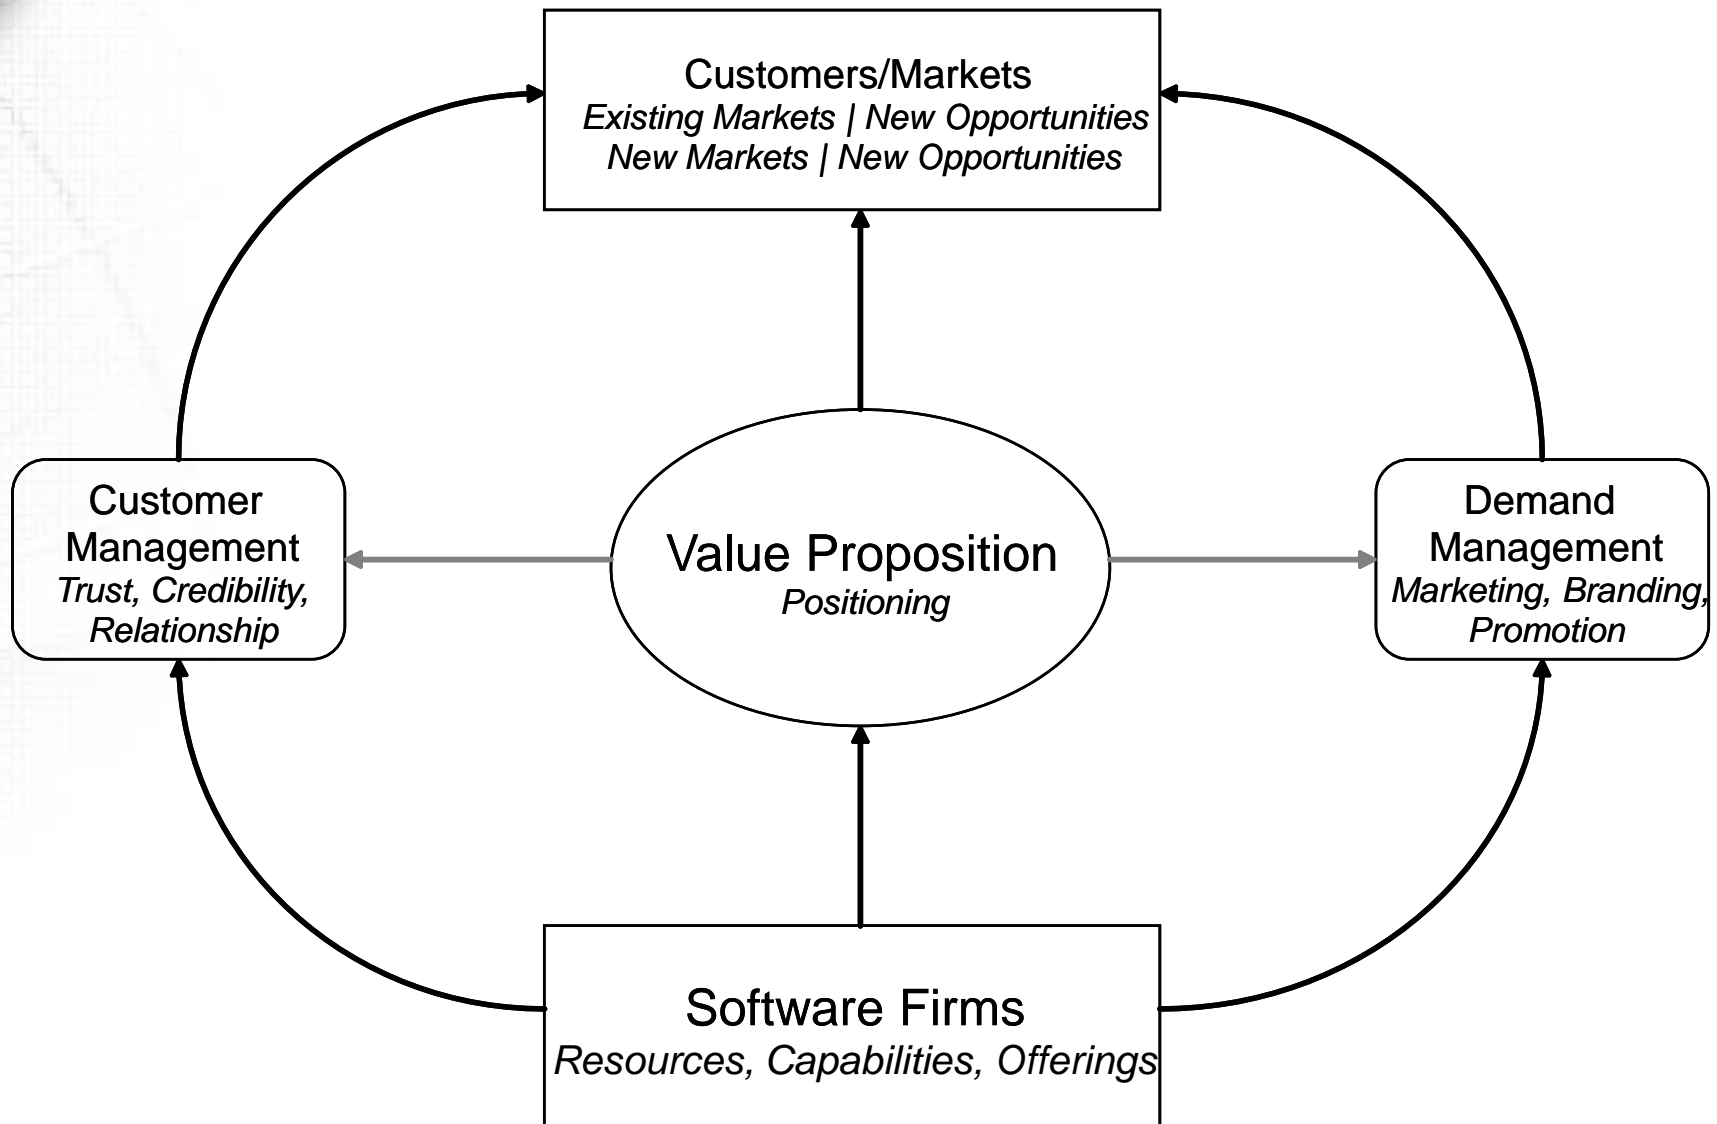 Customers/Markets
Existing Markets | New Opportunities
New Markets | New Opportunities
Customer
Management
Trust, Credibility,
Relationship
Value Proposition
Positioning
Demand
Management
Marketing, Branding,
Promotion
Software Firms
Resources, Capabilities, Offerings